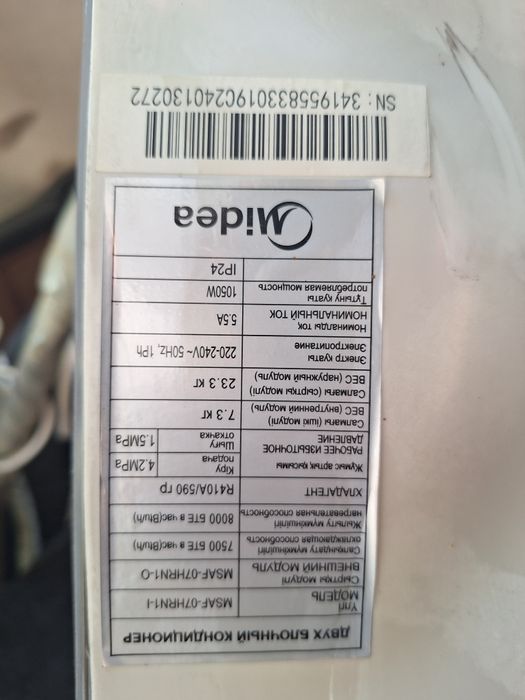 ДВУХ БЛОЧНЫЙ КОНДИЦИОНЕР
Үлгі
МОДЕЛЬ
MSAF-07HRN1-I
Сыртқы модулі
ВНЕШНИЙ МОДУЛЬ
MSAF-07HRN1-O
Салқындату мүмкіншілігі
охлаждающая способность
7500 БТЕ в час(Btu/h)
Жылыту мүмкіншілігі
нагревательная способность
8000 БТЕ в час(Btu/h)
ХЛАДАГЕНТ
R410A/590 гр
Жұмыс артық қысымы
РАБОЧЕЕ ИЗБЫТОЧНОЕ
ДАВЛЕНИЕ
Кіру
подача
4.2MPa
Шығу
откачка
1.5MPa
Салмағы (ішкі модулі)
ВЕС (внутренний модуль)
7.3 КГ
Салмағы (сыртқы модулі)
ВЕС (наружный модуль)
23.3 КГ
Электр қуаты
Электропитание
220-240V~ 50Hz, 1Ph
Номиналды ток
НОМИНАЛЬНЫЙ ТОК
5.5A
Тұтыну қуаты
потребляемая мощность
1050W
IP24
Midea
SN: 341955833019C240130272